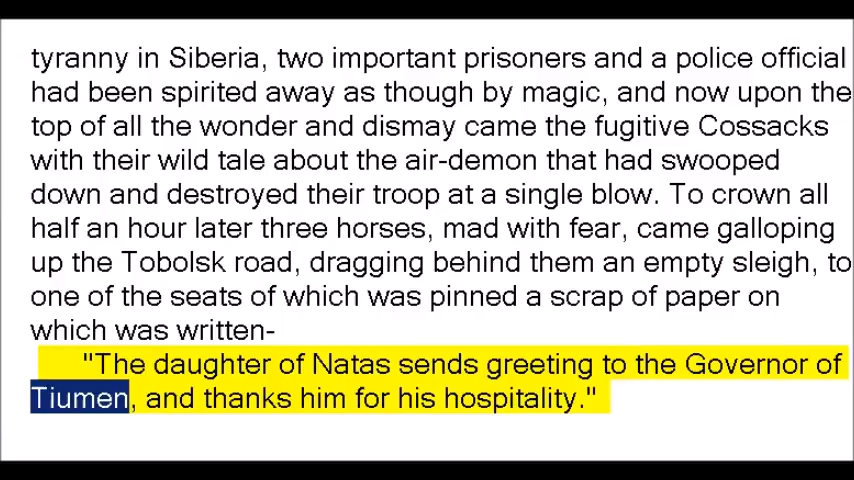 tyranny in Siberia, two important prisoners and a police official
had been spirited away as though by magic, and now upon the
top of all the wonder and dismay came the fugitive Cossacks
with their wild tale about the air-demon that had swooped
down and destroyed their troop at a single blow. To crown all
half an hour later three horses, mad with fear, came galloping
up the Tobolsk road, dragging behind them an empty sleigh, to
one of the seats of which was pinned a scrap of paper on
which was written-
"The daughter of Natas sends greeting to the Governor of
Tiumen, and thanks him for his hospitality."